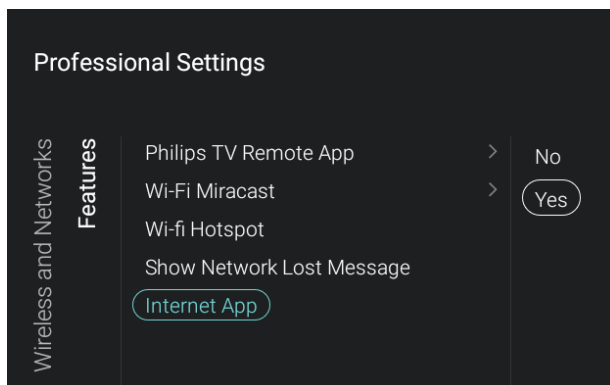 Professional Settings
Wireless and Networks
Features
Philips TV Remote App
Wi-Fi Miracast
Wi-fi Hotspot
Show Network Lost Message
Internet App
No
Yes